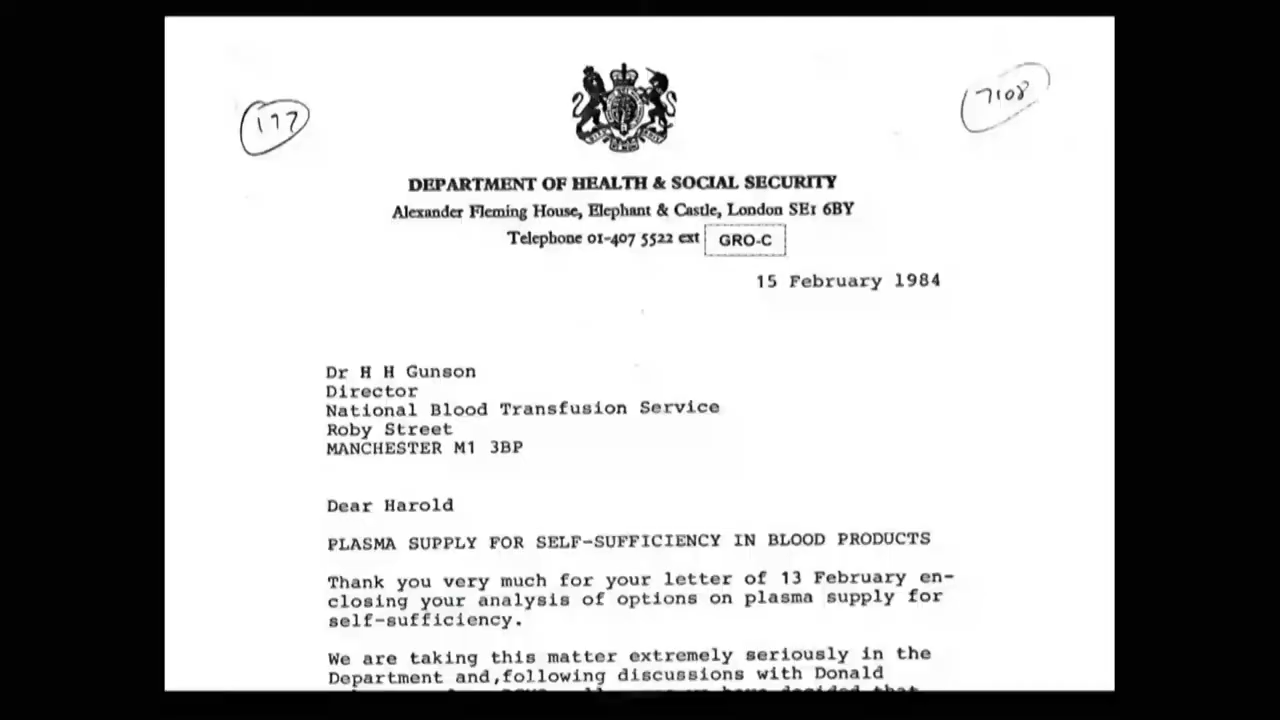 177
7108
DEPARTMENT OF HEALTH & SOCIAL SECURITY
Alexander Fleming House, Elephant & Castle, London SE1 6BY
Telephone 01-407 5522 ext GRO-C
15 February 1984
Dr H H Gunson
Director
National Blood Transfusion Service
Roby Street
MANCHESTER M1 3BP
Dear Harold
PLASMA SUPPLY FOR SELF-SUFFICIENCY IN BLOOD PRODUCTS
Thank you very much for your letter of 13 February en-
closing your analysis of options on plasma supply for
self-sufficiency.
We are taking this matter extremely seriously in the
Department and,following discussions with Donald
have decided that